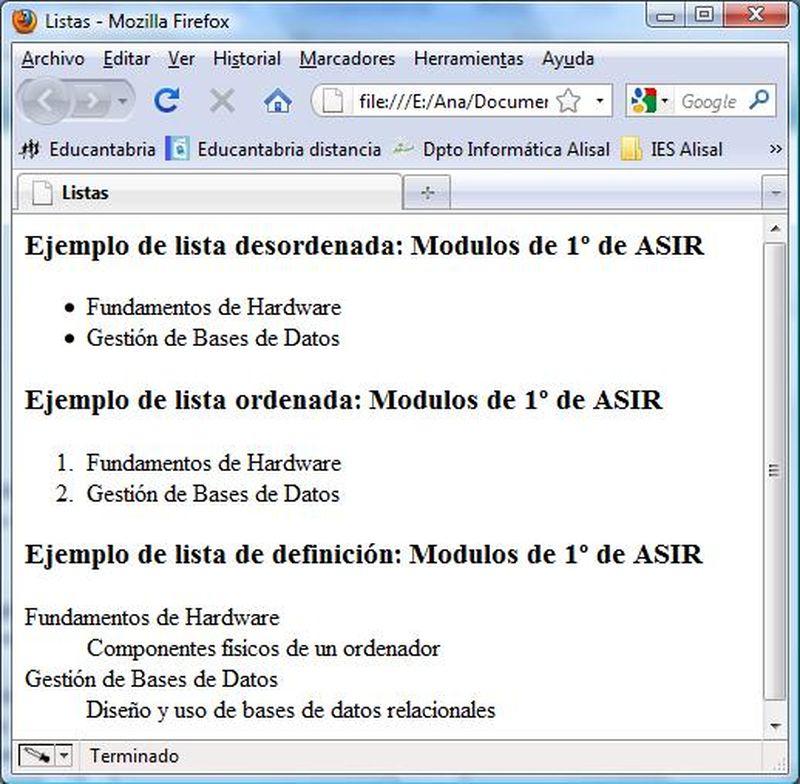 Listas - Mozilla Firefox
Archivo Editar Ver Historial Marcadores Herramientas Ayuda
file:///E:/Ana/Documer Google
Educantabria Educantabria distancia Dpto Informática Alisal IES Alisal »
Listas
Ejemplo de lista desordenada: Modulos de 1º de ASIR
• Fundamentos de Hardware
• Gestión de Bases de Datos
Ejemplo de lista ordenada: Modulos de 1º de ASIR
1. Fundamentos de Hardware
2. Gestión de Bases de Datos
Ejemplo de lista de definición: Modulos de 1º de ASIR
Fundamentos de Hardware
Componentes fisicos de un ordenador
Gestión de Bases de Datos
Diseño y uso de bases de datos relacionales
Terminado